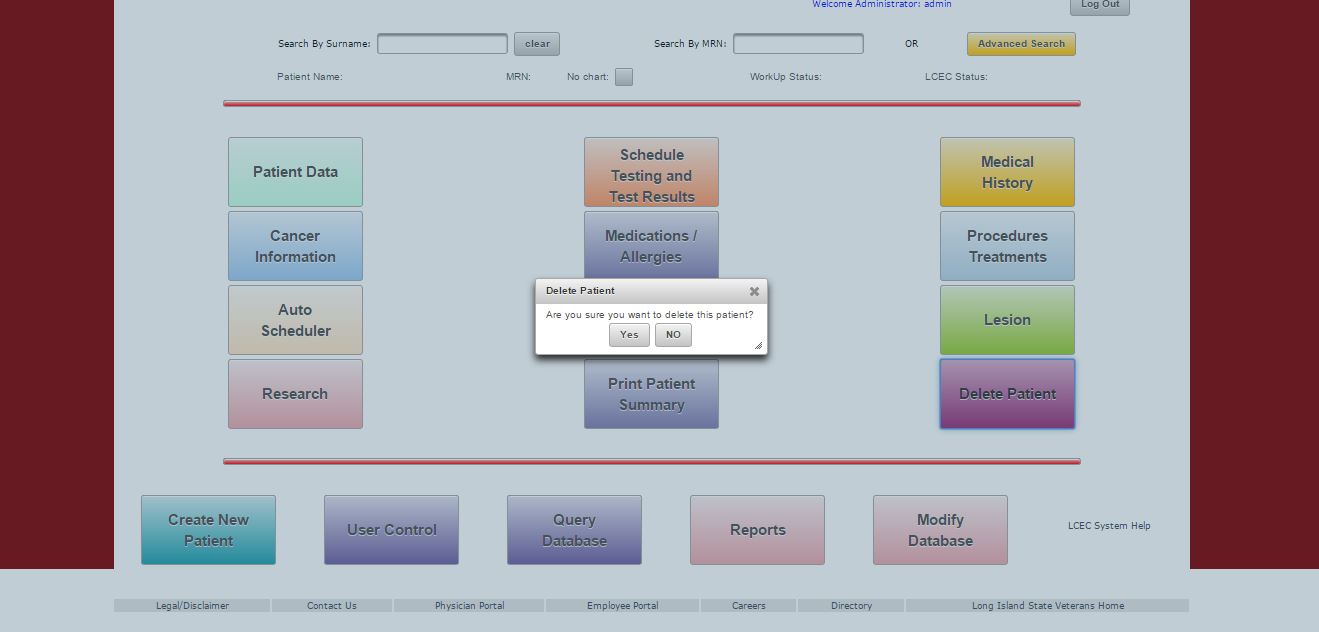 Welcome Administrator: admin
Log Out
Search By Surname:
clear
Search By MRN:
OR
Advanced Search
Patient Name:
MRN:
No chart:
WorkUp Status:
LCEC Status:
Patient Data
Schedule
Testing and
Test Results
Medical
History
Cancer
Information
Medications /
Allergies
Procedures
Treatments
Auto
Scheduler
Delete Patient
Are you sure you want to delete this patient?
Yes
NO
Lesion
Research
Print Patient
Summary
Delete Patient
Create New
Patient
User Control
Query
Database
Reports
Modify
Database
LCEC System Help
Legal/Disclaimer
Contact Us
Physician Portal
Employee Portal
Careers
Directory
Long Island State Veterans Home